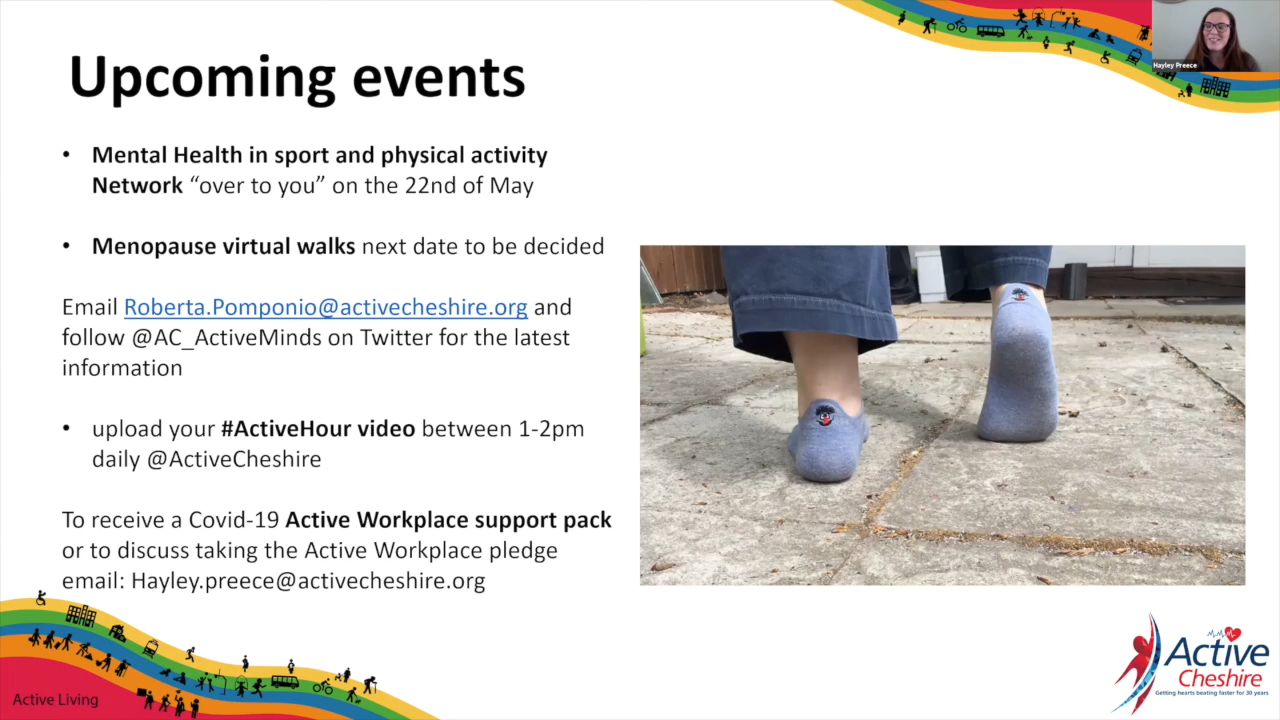 Upcoming events
Hayley Preece
• Mental Health in sport and physical activity
Network “over to you” on the 22nd of May
• Menopause virtual walks next date to be decided
Email Roberta.Pomponio@activecheshire.org and
follow @AC_ActiveMinds on Twitter for the latest
information
• upload your #ActiveHour video between 1-2pm
daily @ActiveCheshire
To receive a Covid-19 Active Workplace support pack
or to discuss taking the Active Workplace pledge
email: Hayley.preece@activecheshire.org
Active Living
Active
Cheshire
Getting hearts beating faster for 30 years